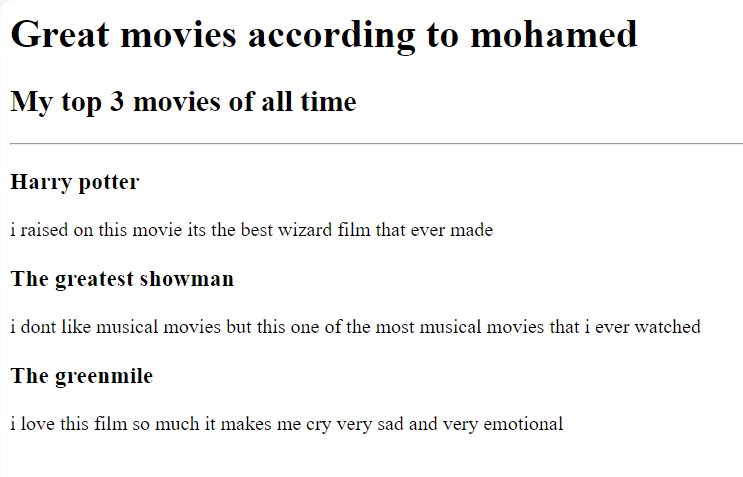 Great movies according to mohamed
My top 3 movies of all time
Harry potter
i raised on this movie its the best wizard film that ever made
The greatest showman
i dont like musical movies but this one of the most musical movies that i ever watched
The greenmile
i love this film so much it makes me cry very sad and very emotional